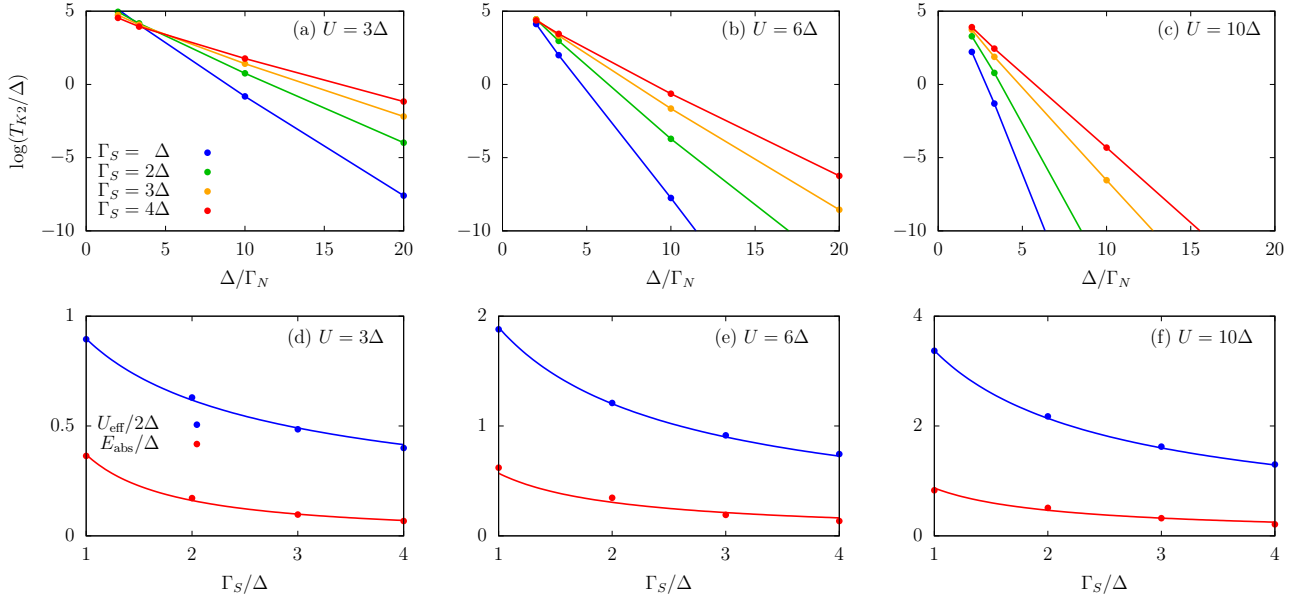 (a) U = 3Δ
(b) U = 6Δ
(c) U = 10Δ
log(T_{K2}/Δ)
5
0
−5
−10
Γ_S = Δ
Γ_S = 2Δ
Γ_S = 3Δ
Γ_S = 4Δ
0 5 10 15 20
Δ/Γ_N
5
0
−5
−10
0 5 10 15 20
Δ/Γ_N
5
0
−5
−10
0 5 10 15 20
Δ/Γ_N
(d) U = 3Δ
(e) U = 6Δ
(f) U = 10Δ
1
0.5
0
U_eff/2Δ
E_abs/Δ
1 2 3 4
Γ_S/Δ
2
1
0
1 2 3 4
Γ_S/Δ
4
2
0
1 2 3 4
Γ_S/Δ